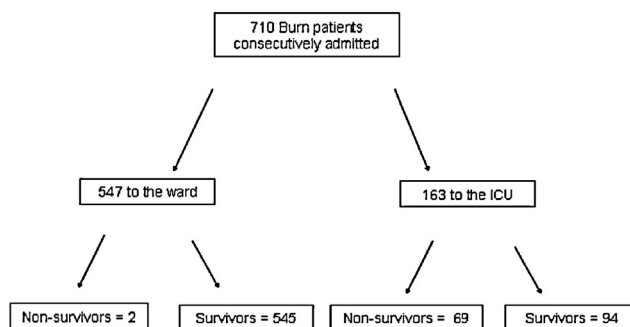 710 Burn patients
consecutively admitted
547 to the ward
163 to the ICU
Non-survivors = 2
Survivors = 545
Non-survivors = 69
Survivors = 94